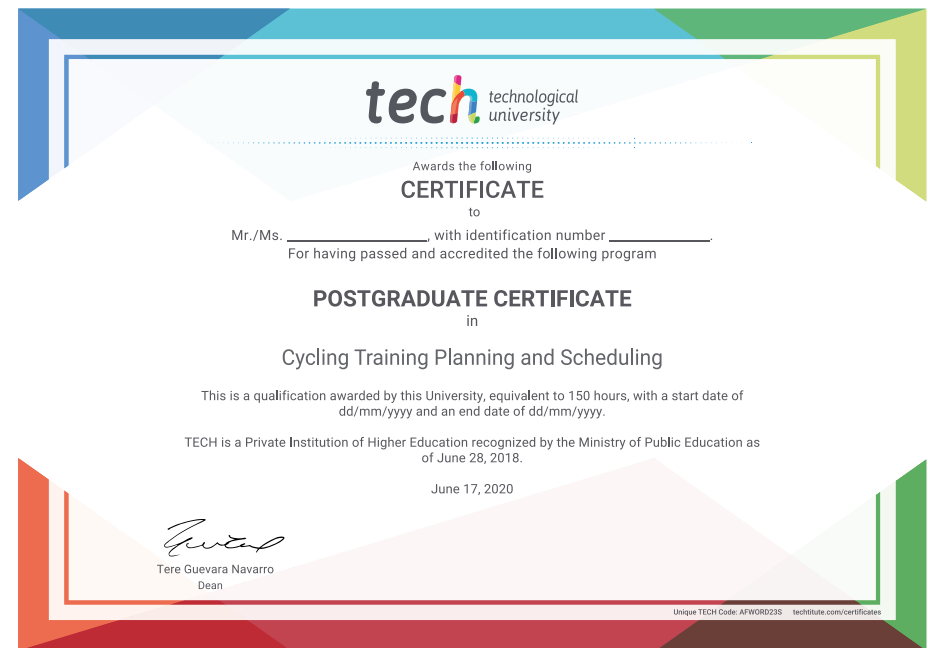 tech technological
university
Awards the following
CERTIFICATE
to
Mr./Ms. ____________________, with identification number ______________.
For having passed and accredited the following program
POSTGRADUATE CERTIFICATE
in
Cycling Training Planning and Scheduling
This is a qualification awarded by this University, equivalent to 150 hours, with a start date of
dd/mm/yyyy and an end date of dd/mm/yyyy.
TECH is a Private Institution of Higher Education recognized by the Ministry of Public Education as
of June 28, 2018.
June 17, 2020
Tere Guevara Navarro
Dean
Unique TECH Code: AFWORD23S techtitute.com/certificates